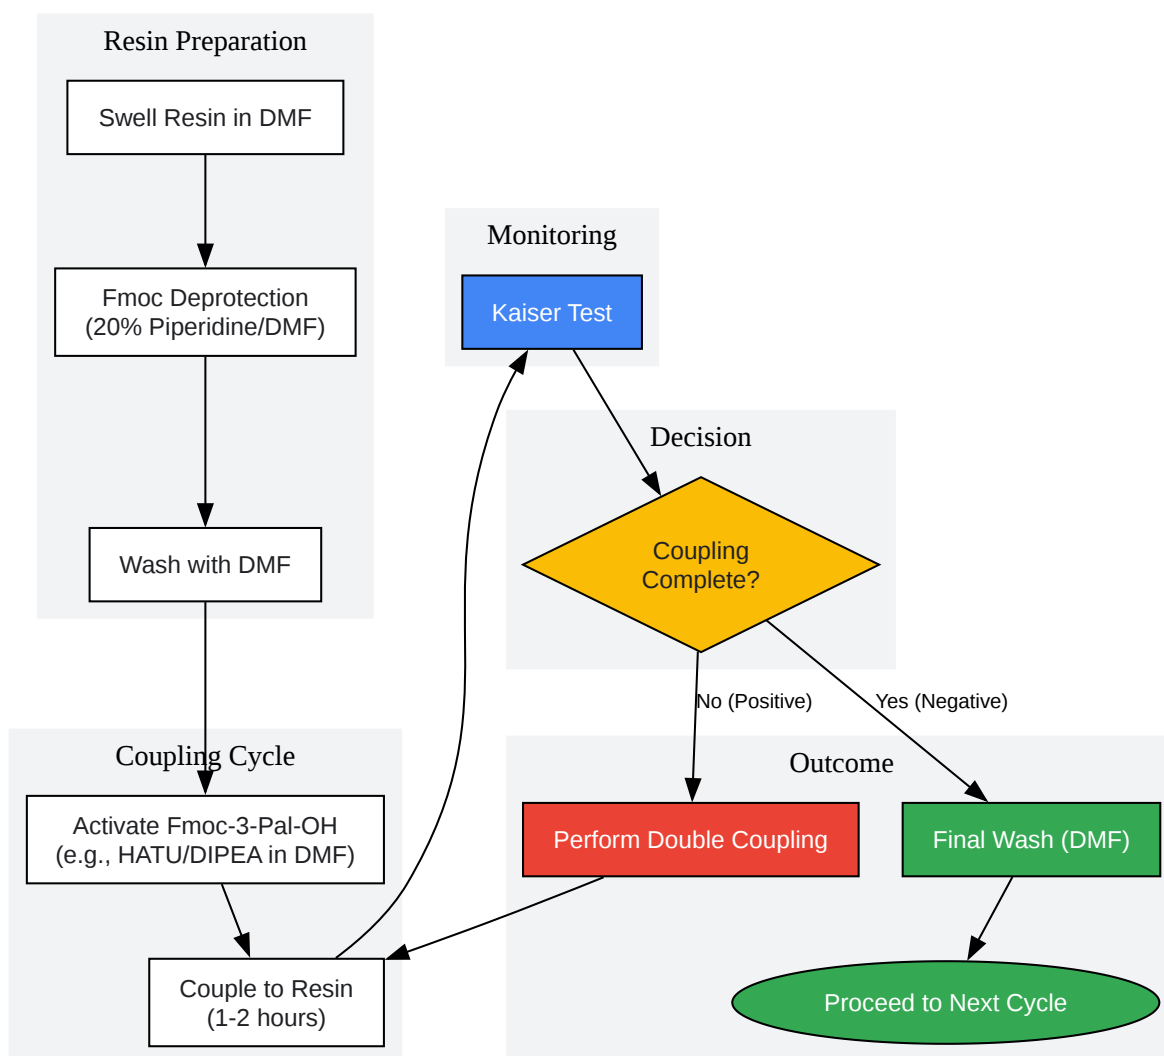 Resin Preparation
Swell Resin in DMF
Fmoc Deprotection
(20% Piperidine/DMF)
Wash with DMF
Coupling Cycle
Activate Fmoc-3-Pal-OH
(e.g., HATU/DIPEA in DMF)
Couple to Resin
(1-2 hours)
Monitoring
Kaiser Test
Decision
Coupling
Complete?
No (Positive)
Yes (Negative)
Outcome
Perform Double Coupling
Final Wash (DMF)
Proceed to Next Cycle